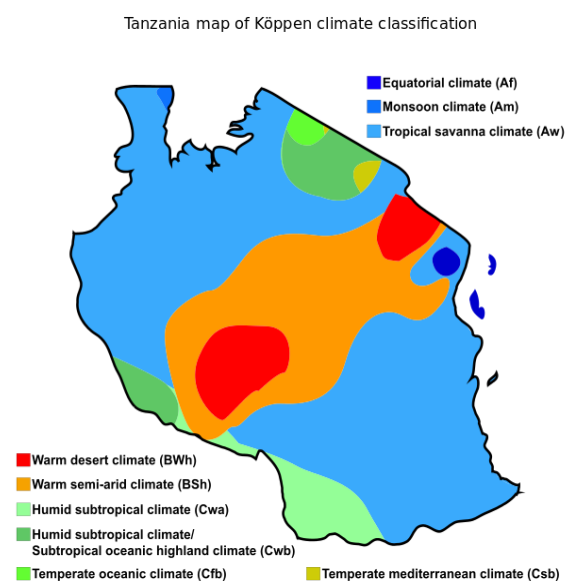 Tanzania map of Köppen climate classification
Equatorial climate (Af)
Monsoon climate (Am)
Tropical savanna climate (Aw)
Warm desert climate (BWh)
Warm semi-arid climate (BSh)
Humid subtropical climate (Cwa)
Humid subtropical climate/
Subtropical oceanic highland climate (Cwb)
Temperate oceanic climate (Cfb)
Temperate mediterranean climate (Csb)